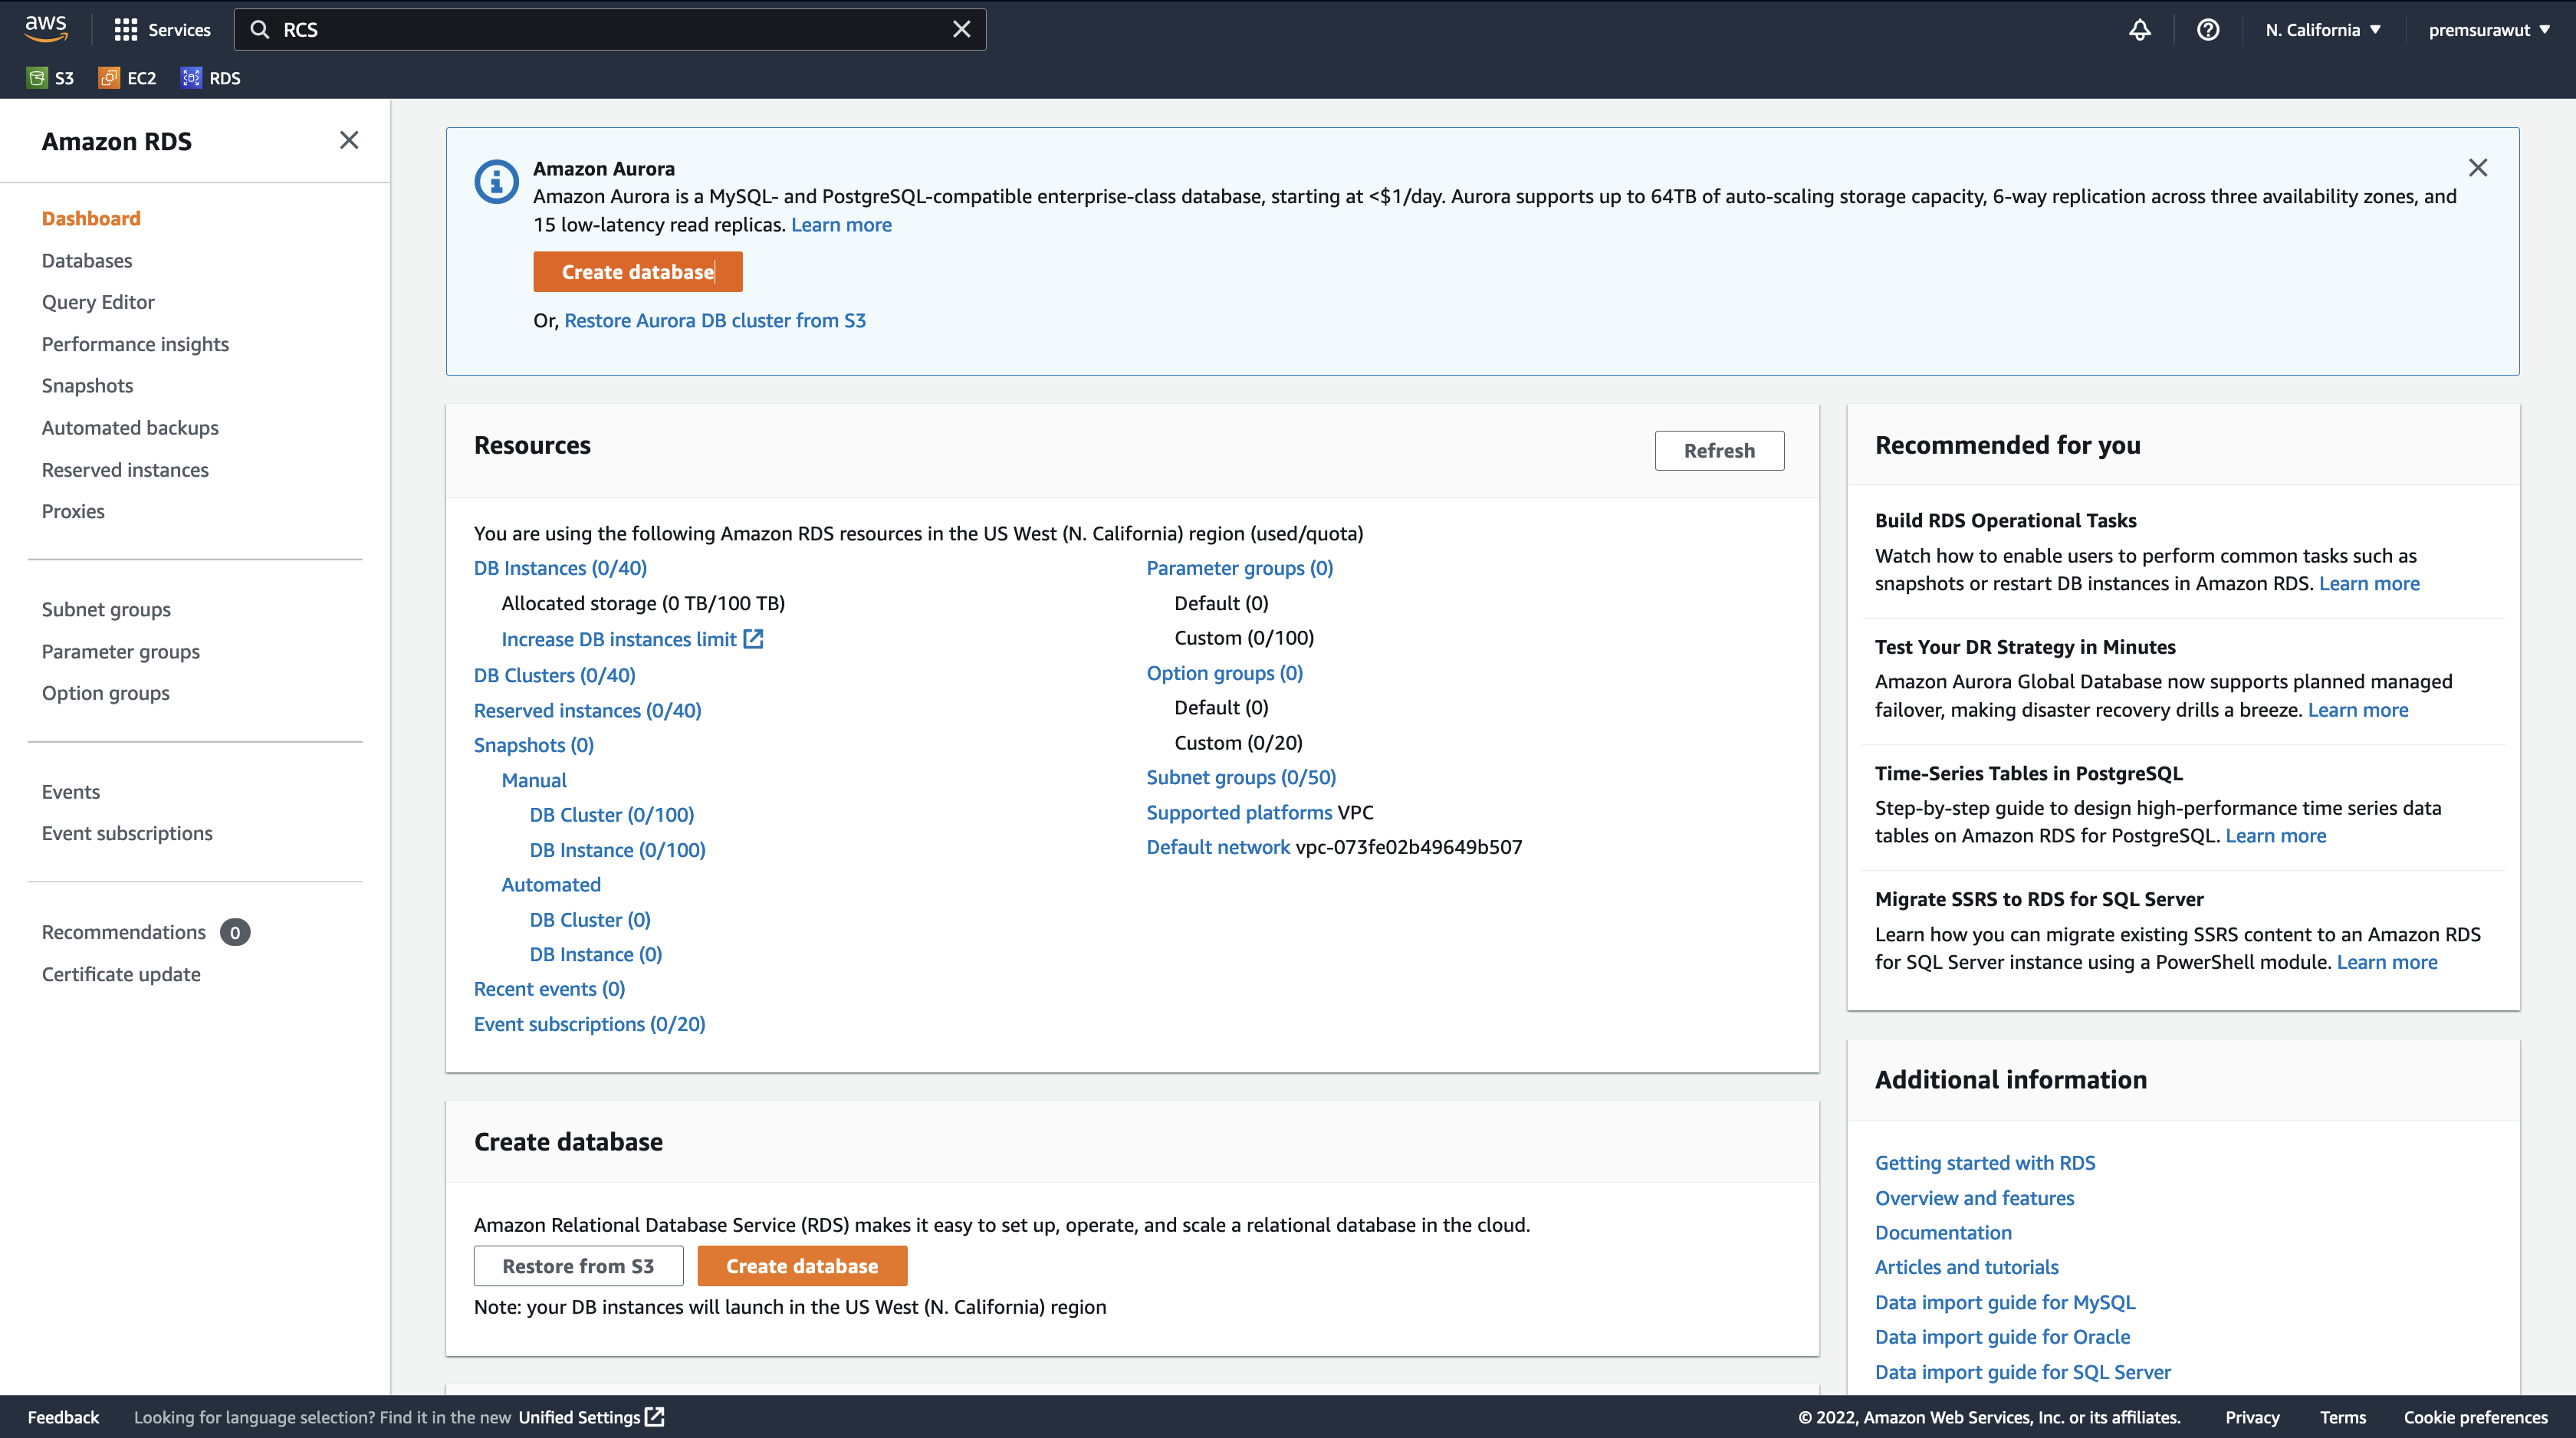 aws
Services
RCS
N. California
premsurawut
S3
EC2
RDS
Amazon RDS
Dashboard
Databases
Query Editor
Performance insights
Snapshots
Automated backups
Reserved instances
Proxies
Subnet groups
Parameter groups
Option groups
Events
Event subscriptions
Recommendations 0
Certificate update
Amazon Aurora
Amazon Aurora is a MySQL- and PostgreSQL-compatible enterprise-class database, starting at <$1/day. Aurora supports up to 64TB of auto-scaling storage capacity, 6-way replication across three availability zones, and
15 low-latency read replicas. Learn more
Create database
Or, Restore Aurora DB cluster from S3
Resources
Refresh
You are using the following Amazon RDS resources in the US West (N. California) region (used/quota)
DB Instances (0/40)
Allocated storage (0 TB/100 TB)
Increase DB instances limit
DB Clusters (0/40)
Reserved instances (0/40)
Snapshots (0)
Manual
DB Cluster (0/100)
DB Instance (0/100)
Automated
DB Cluster (0)
DB Instance (0)
Recent events (0)
Event subscriptions (0/20)
Parameter groups (0)
Default (0)
Custom (0/100)
Option groups (0)
Default (0)
Custom (0/20)
Subnet groups (0/50)
Supported platforms VPC
Default network vpc-073fe02b49649b507
Create database
Amazon Relational Database Service (RDS) makes it easy to set up, operate, and scale a relational database in the cloud.
Restore from S3
Create database
Note: your DB instances will launch in the US West (N. California) region
Recommended for you
Build RDS Operational Tasks
Watch how to enable users to perform common tasks such as
snapshots or restart DB instances in Amazon RDS. Learn more
Test Your DR Strategy in Minutes
Amazon Aurora Global Database now supports planned managed
failover, making disaster recovery drills a breeze. Learn more
Time-Series Tables in PostgreSQL
Step-by-step guide to design high-performance time series data
tables on Amazon RDS for PostgreSQL. Learn more
Migrate SSRS to RDS for SQL Server
Learn how you can migrate existing SSRS content to an Amazon RDS
for SQL Server instance using a PowerShell module. Learn more
Additional information
Getting started with RDS
Overview and features
Documentation
Articles and tutorials
Data import guide for MySQL
Data import guide for Oracle
Data import guide for SQL Server
Feedback
Looking for language selection? Find it in the new Unified Settings
© 2022, Amazon Web Services, Inc. or its affiliates.
Privacy
Terms
Cookie preferences